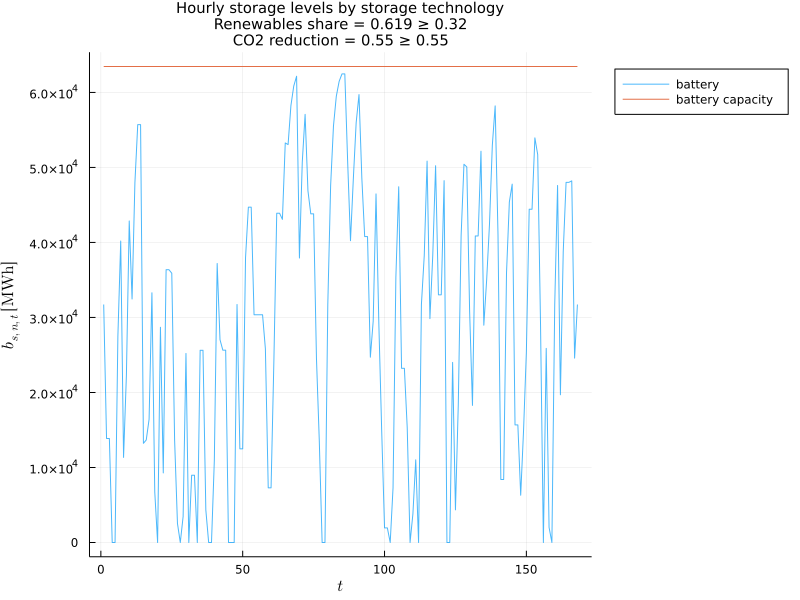 Hourly storage levels by storage technology
Renewables share = 0.619 ≥ 0.32
CO2 reduction = 0.55 ≥ 0.55
battery
battery capacity
b_{s,n,t} [MWh]
6.0×10⁴
5.0×10⁴
4.0×10⁴
3.0×10⁴
2.0×10⁴
1.0×10⁴
0
0 50 100 150
t